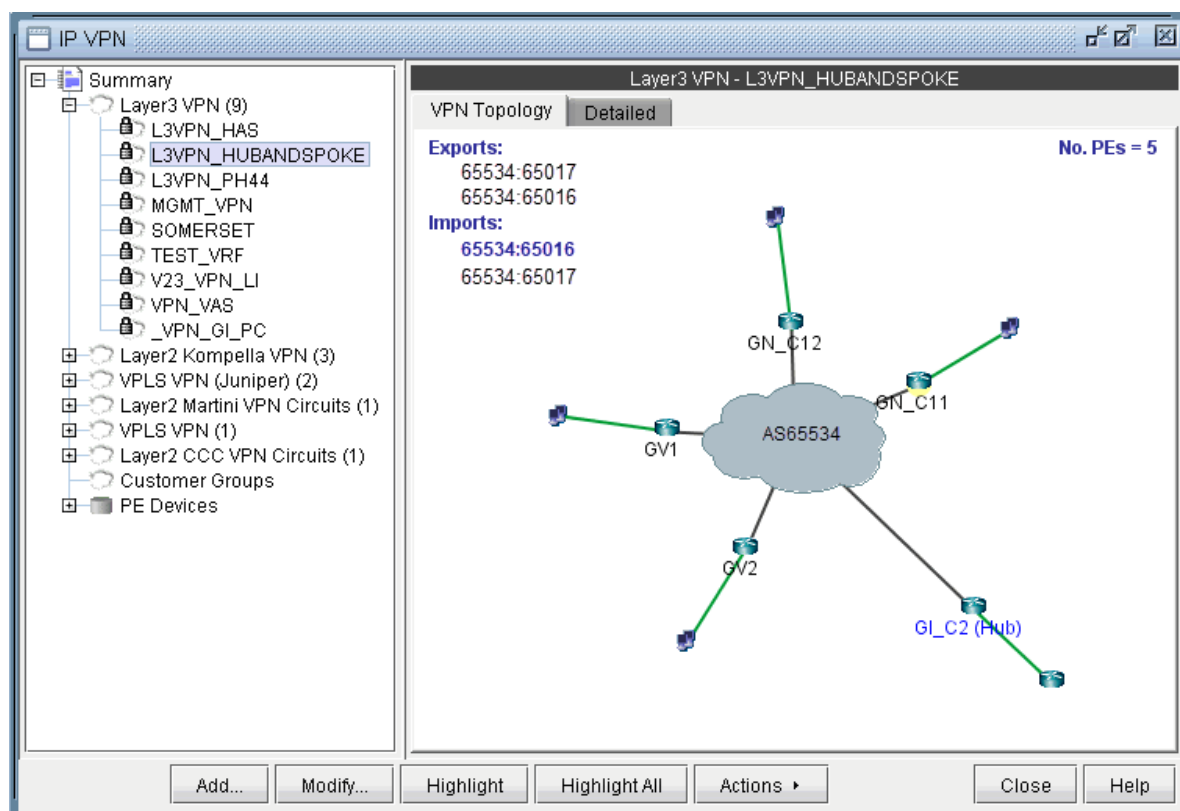 IP VPN
Summary
Layer3 VPN (9)
L3VPN_HAS
L3VPN_HUBANDSPOKE
L3VPN_PH44
MGMT_VPN
SOMERSET
TEST_VRF
V23_VPN_LI
VPN_VAS
_VPN_GI_PC
Layer2 Kompella VPN (3)
VPLS VPN (Juniper) (2)
Layer2 Martini VPN Circuits (1)
VPLS VPN (1)
Layer2 CCC VPN Circuits (1)
Customer Groups
PE Devices
Layer3 VPN - L3VPN_HUBANDSPOKE
VPN Topology Detailed
Exports: No. PEs = 5
65534:65017
65534:65016
Imports:
65534:65016
65534:65017
GN_C12
GN_C11
AS65534
GV1
GV2
GI_C2 (Hub)
Add... Modify... Highlight Highlight All Actions Close Help